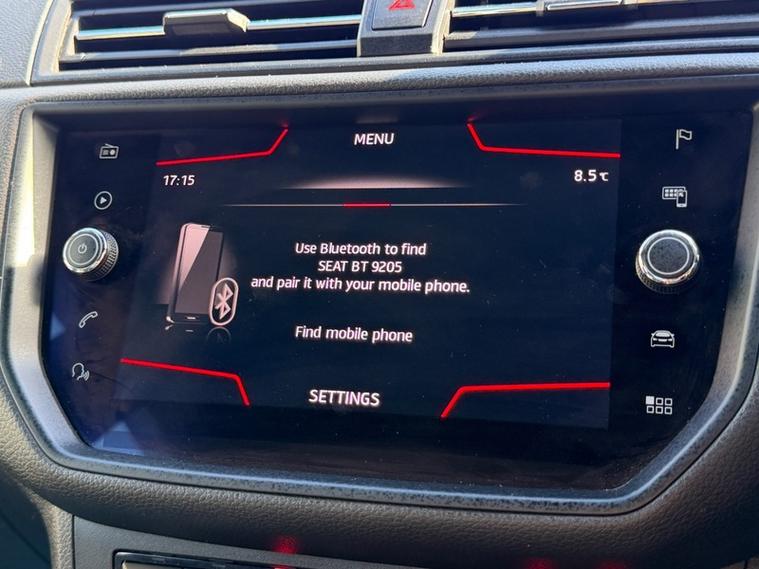 MENU
17:15
8.5°C
Use Bluetooth to find
SEAT BT 9205
and pair it with your mobile phone.
Find mobile phone
SETTINGS